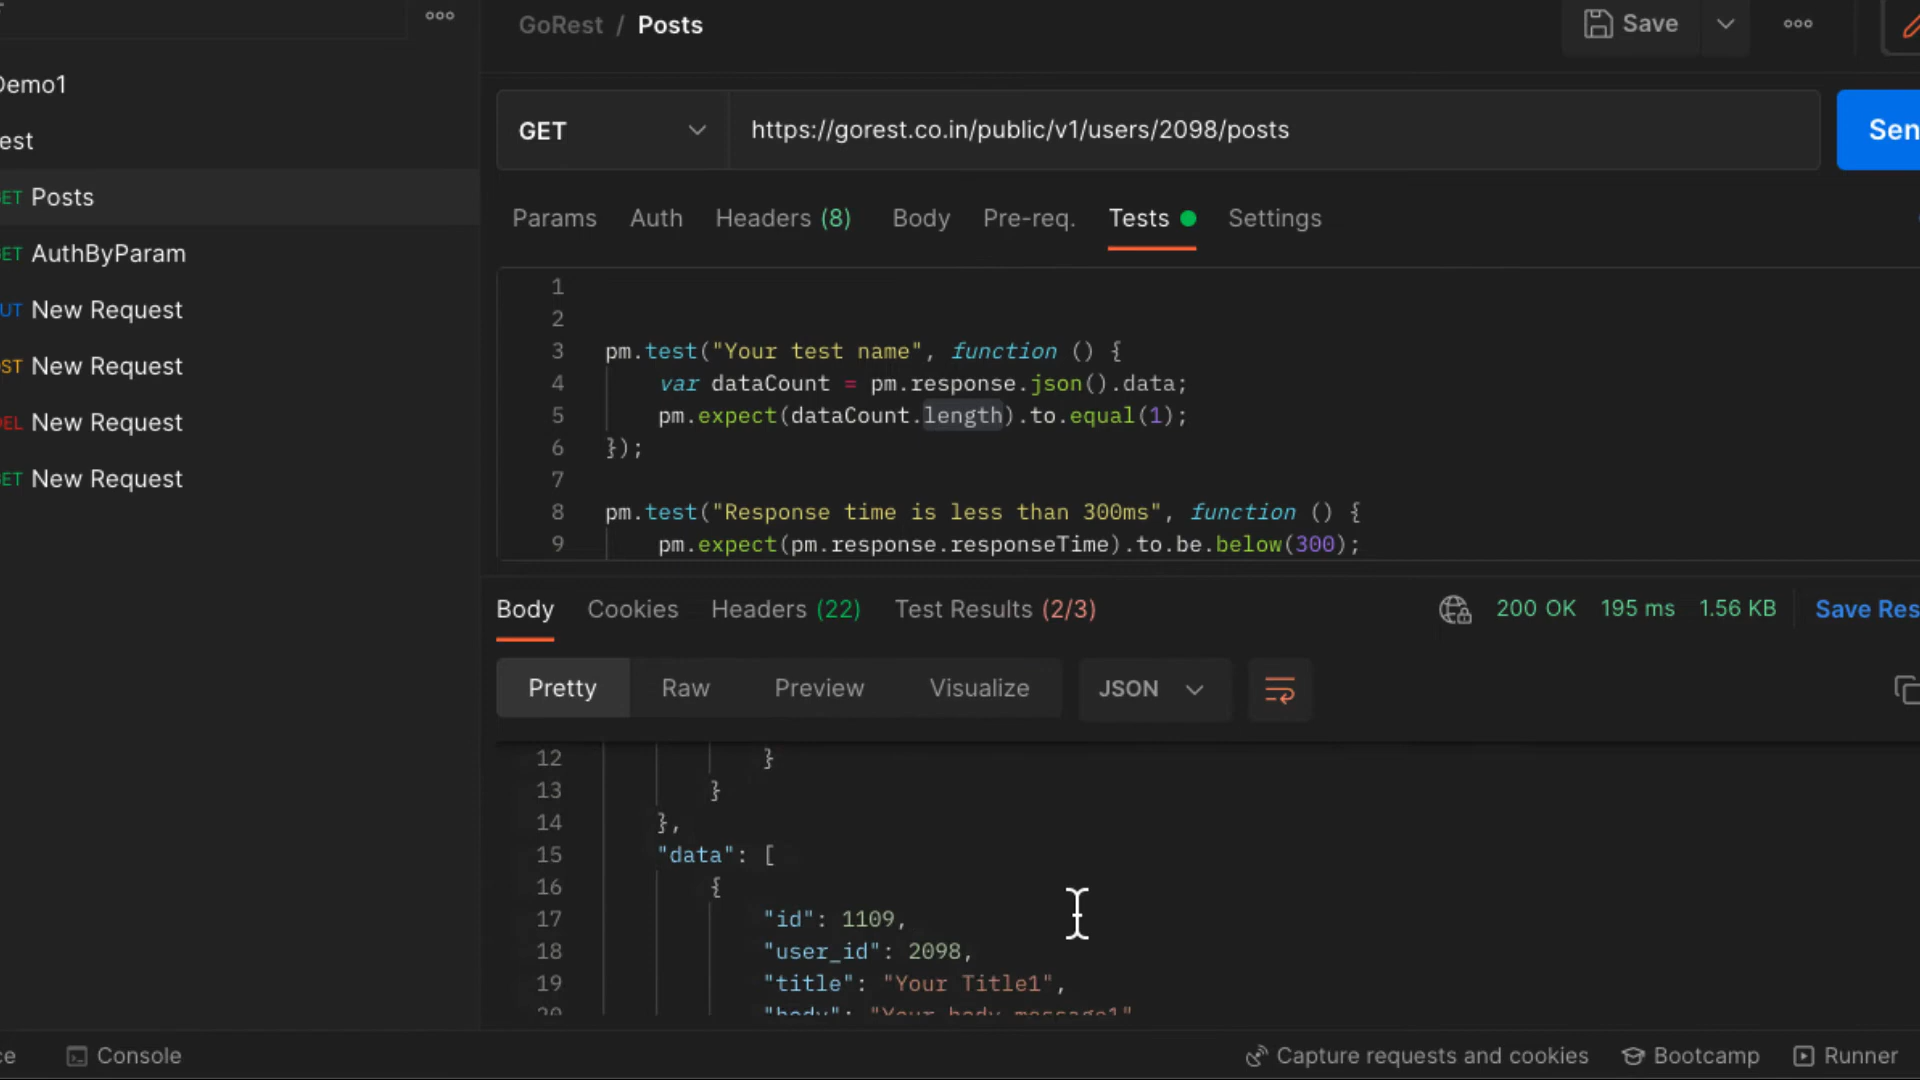 GoRest / Posts
Save
Demo1
est
GET
https://gorest.co.in/public/v1/users/2098/posts
Sen
ET Posts
ET AuthByParam
UT New Request
ST New Request
EL New Request
ET New Request
Params Auth Headers (8) Body Pre-req. Tests Settings
1
2
3 pm.test("Your test name", function () {
4 var dataCount = pm.response.json().data;
5 pm.expect(dataCount.length).to.equal(1);
6 });
7
8 pm.test("Response time is less than 300ms", function () {
9 pm.expect(pm.response.responseTime).to.be.below(300);
Body Cookies Headers (22) Test Results (2/3) 200 OK 195 ms 1.56 KB Save Res
Pretty Raw Preview Visualize JSON
12 }
13 }
14 },
15 "data": [
16 {
17 "id": 1109,
18 "user_id": 2098,
19 "title": "Your Title1",
20 "body": "Your body message1"
ce Console Capture requests and cookies Bootcamp Runner